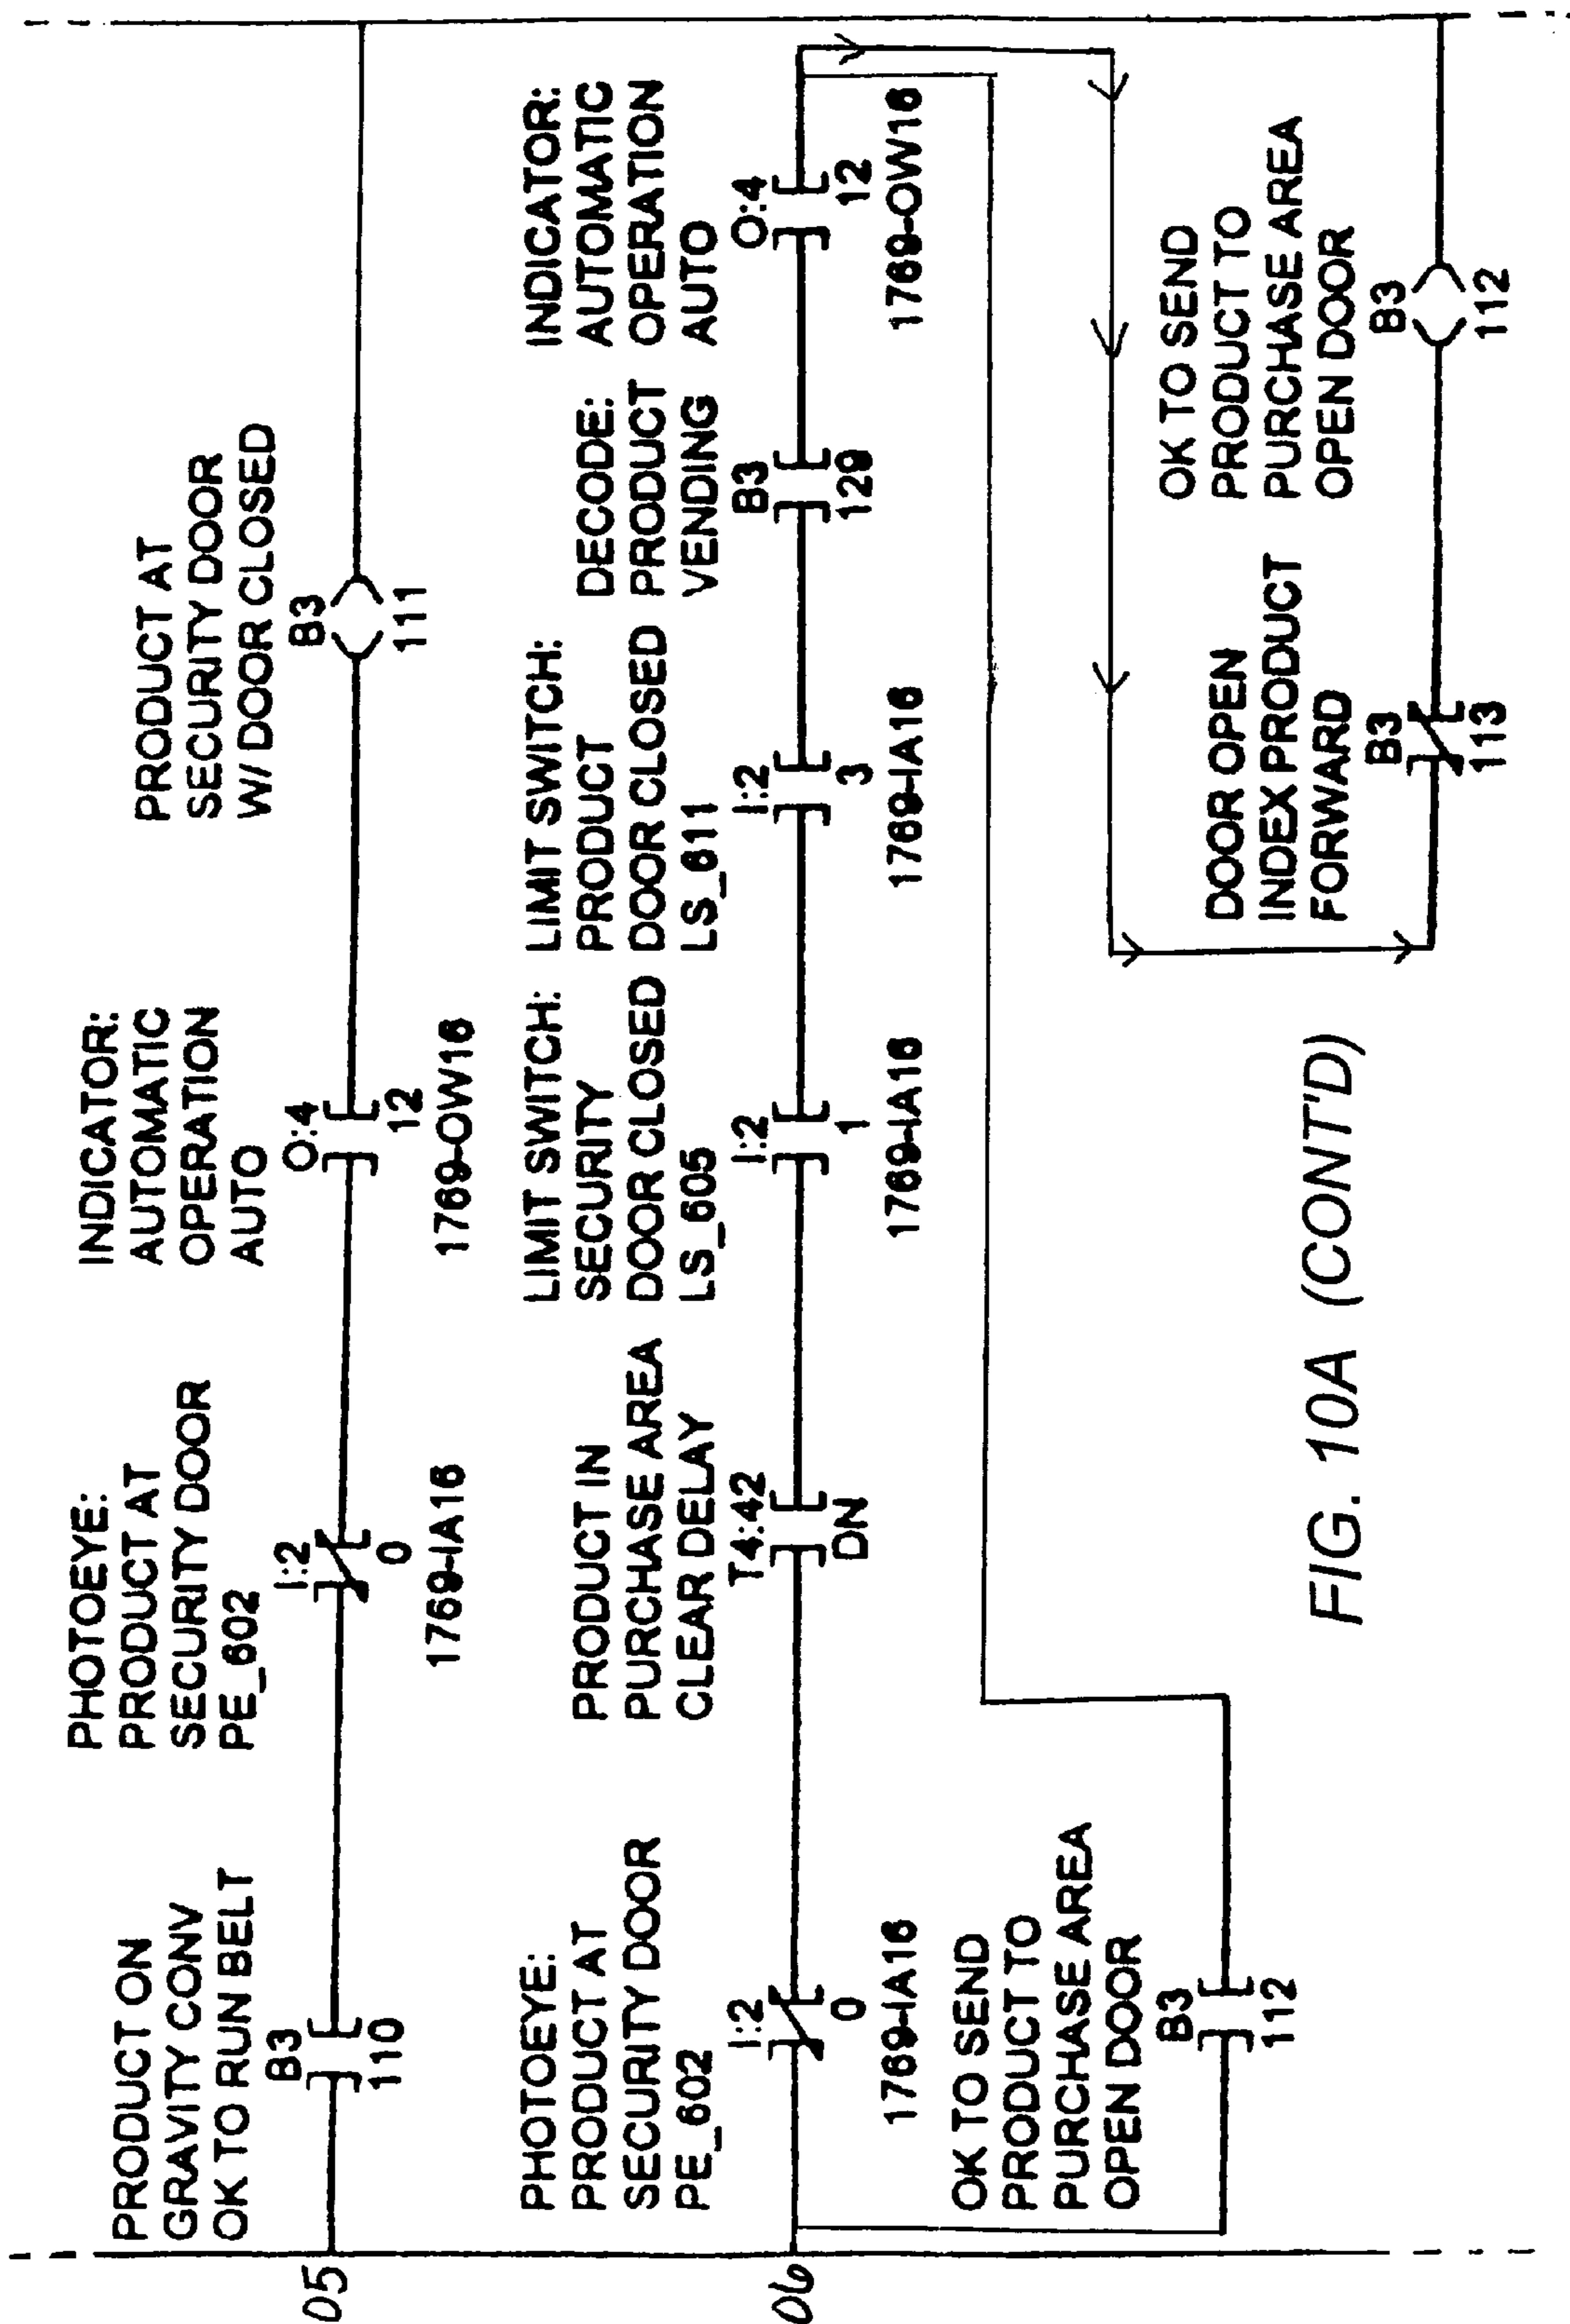 05
PRODUCT ON
GRAVITY CONV
OK TO RUN BELT
B3
110
PHOTOEYE:
PRODUCT AT
SECURITY DOOR
PE_602
I:2
0
1769-IA16
INDICATOR:
AUTOMATIC
OPERATION
AUTO
O:4
12
1769-OW16
PRODUCT AT
SECURITY DOOR
W/ DOOR CLOSED
B3
111
06
PHOTOEYE:
PRODUCT AT
SECURITY DOOR
PE_602
I:2
0
1769-IA16
PRODUCT IN
PURCHASE AREA
CLEAR DELAY
T4:42
DN
LIMIT SWITCH:
SECURITY
DOOR CLOSED
LS_605
I:2
1
1769-IA16
LIMIT SWITCH:
PRODUCT
DOOR CLOSED
LS_611
I:2
3
1769-IA16
DECODE:
PRODUCT
VENDING
B3
129
INDICATOR:
AUTOMATIC
OPERATION
AUTO
O:4
12
1769-OW16
OK TO SEND
PRODUCT TO
PURCHASE AREA
OPEN DOOR
B3
112
DOOR OPEN
INDEX PRODUCT
FORWARD
B3
113
OK TO SEND
PRODUCT TO
PURCHASE AREA
OPEN DOOR
B3
112
FIG. 10A (CONT'D)